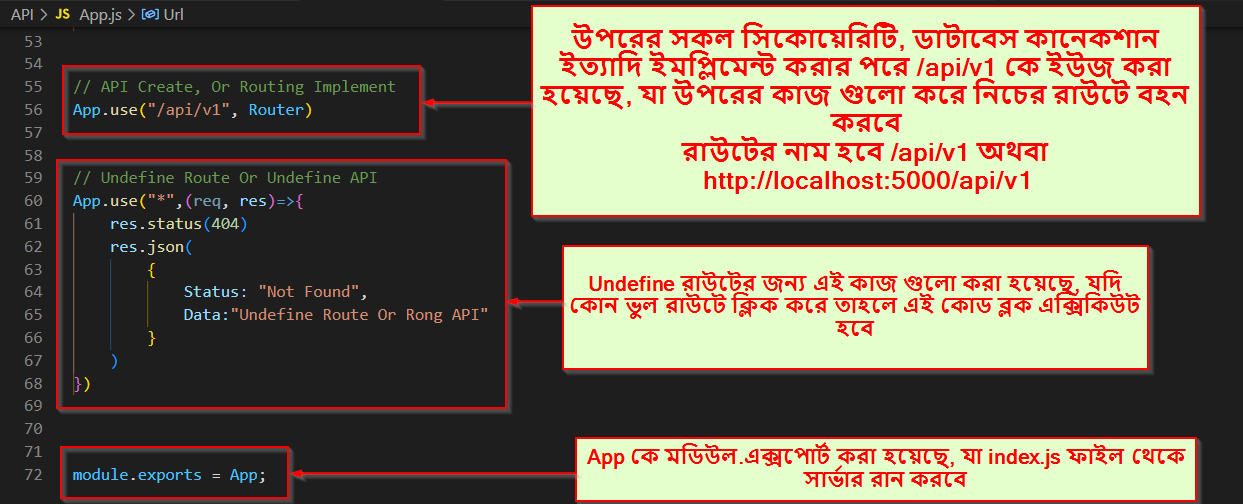 API > JS App.js > Url
53
54
55 // API Create, Or Routing Implement
56 App.use("/api/v1", Router)
57
58
59 // Undefine Route Or Undefine API
60 App.use("*",(req, res)=>{
61 res.status(404)
62 res.json(
63 {
64 Status: "Not Found",
65 Data:"Undefine Route Or Rong API"
66 }
67 )
68 })
69
70
71
72 module.exports = App;
উপরের সকল সিকোয়েরিটি, ডাটাবেস কানেকশান
ইত্যাদি ইমপ্লিমেন্ট করার পরে /api/v1 কে ইউজ করা
হয়েছে, যা উপরের কাজ গুলো করে নিচের রাউটে বহন
করবে
রাউটের নাম হবে /api/v1 অথবা
http://localhost:5000/api/v1
Undefine রাউটের জন্য এই কাজ গুলো করা হয়েছে, যদি
কোন ভুল রাউটে ক্লিক করে তাহলে এই কোড ব্লক এক্সিকিউট
হবে
App কে মডিউল.এক্সপোর্ট করা হয়েছে, যা index.js ফাইল থেকে
সার্ভার রান করবে